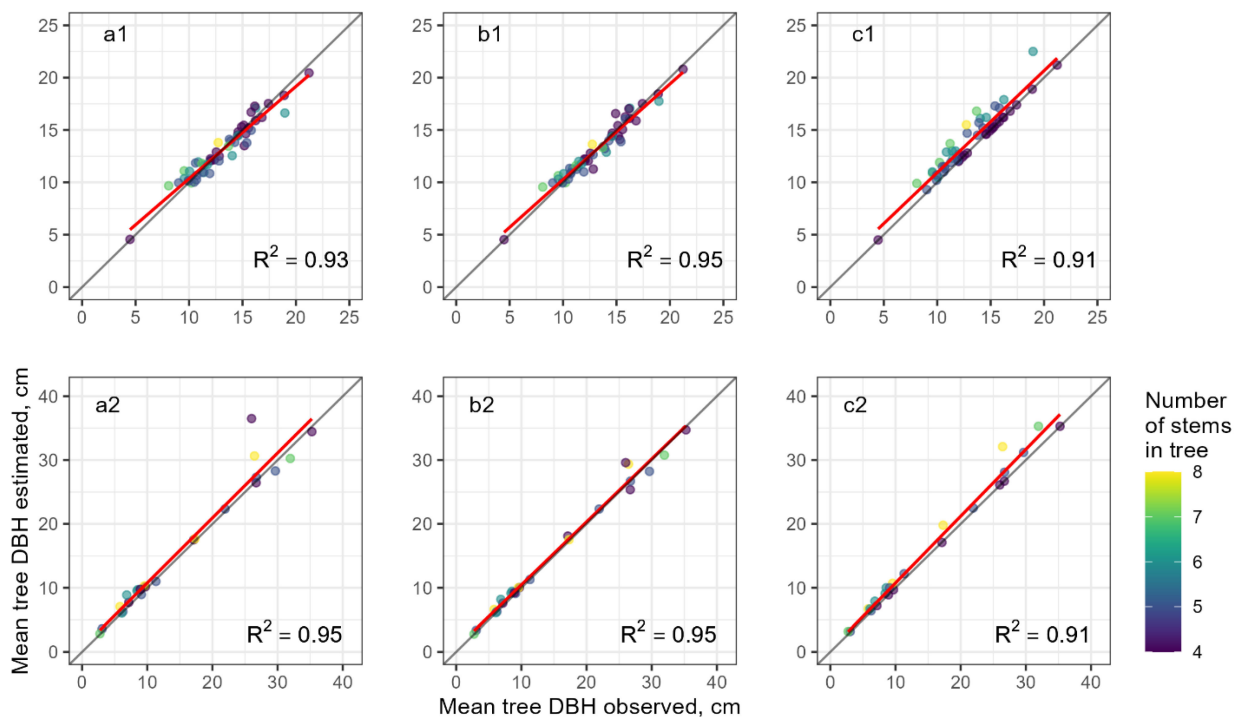 a1
b1
c1
25
20
15
10
5
0
R² = 0.93
R² = 0.95
R² = 0.91
0 5 10 15 20 25
25
20
15
10
5
0
0 5 10 15 20 25
25
20
15
10
5
0
0 5 10 15 20 25
Mean tree DBH estimated, cm
a2
b2
c2
40
30
20
10
0
R² = 0.95
R² = 0.95
R² = 0.91
0 10 20 30 40
40
30
20
10
0
0 10 20 30 40
40
30
20
10
0
0 10 20 30 40
Mean tree DBH observed, cm
Number
of stems
in tree
8
7
6
5
4